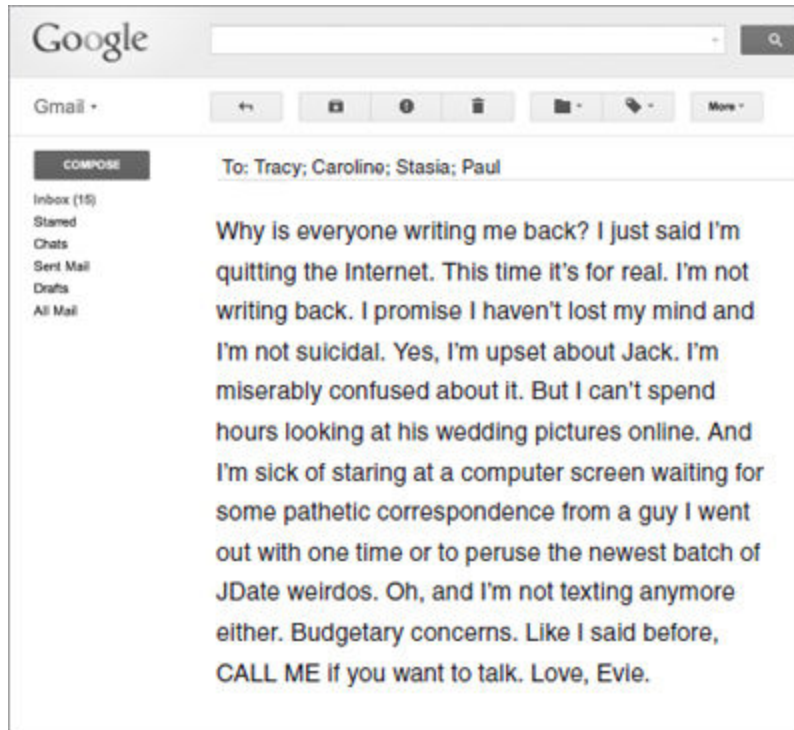 Google
Gmail
More
COMPOSE
To: Tracy; Caroline; Stasia; Paul
Inbox (15)
Starred
Chats
Sent Mail
Drafts
All Mail
Why is everyone writing me back? I just said I'm
quitting the Internet. This time it's for real. I'm not
writing back. I promise I haven't lost my mind and
I'm not suicidal. Yes, I'm upset about Jack. I'm
miserably confused about it. But I can't spend
hours looking at his wedding pictures online. And
I'm sick of staring at a computer screen waiting for
some pathetic correspondence from a guy I went
out with one time or to peruse the newest batch of
JDate weirdos. Oh, and I'm not texting anymore
either. Budgetary concerns. Like I said before,
CALL ME if you want to talk. Love, Evie.